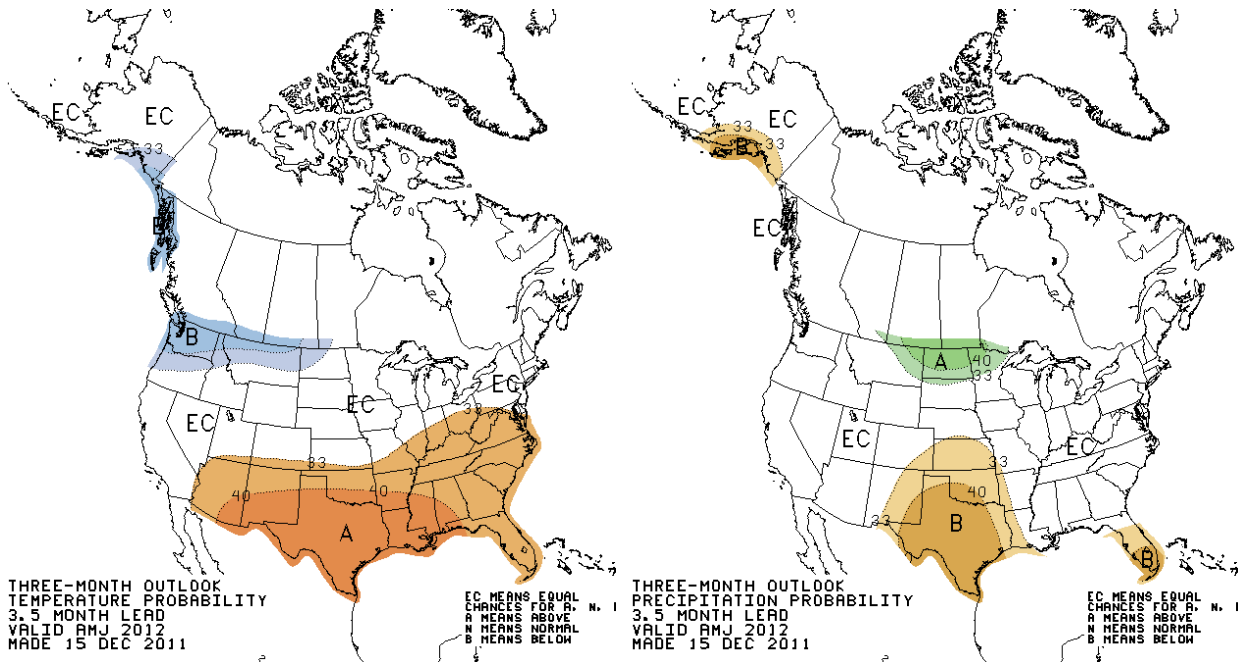 EC
EC
33
B
B
EC
EC
EC
33
33
40
40
A
THREE-MONTH OUTLOOK
TEMPERATURE PROBABILITY
3.5 MONTH LEAD
VALID AMJ 2012
MADE 15 DEC 2011
EC MEANS EQUAL
CHANCES FOR A, N,
A MEANS ABOVE
N MEANS NORMAL
B MEANS BELOW
EC
EC
33
B
33
EC
A
40
33
EC
EC
33
40
B
33
B
THREE-MONTH OUTLOOK
PRECIPITATION PROBABILITY
3.5 MONTH LEAD
VALID AMJ 2012
MADE 15 DEC 2011
EC MEANS EQUAL
CHANCES FOR A, N,
A MEANS ABOVE
N MEANS NORMAL
B MEANS BELOW